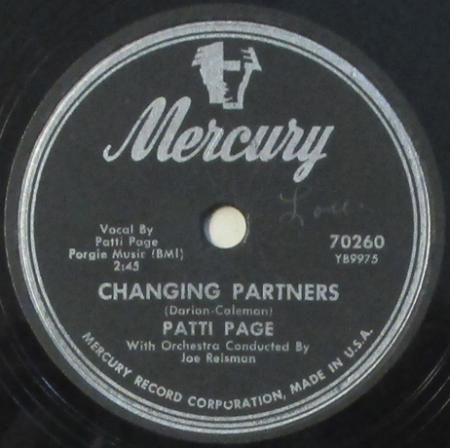 Mercury
Vocal By
Patti Page
Porgie Music (BMI)
2:45
70260
YB9975
CHANGING PARTNERS
(Darion-Coleman)
PATTI PAGE
With Orchestra Conducted By
Joe Reisman
MERCURY RECORD CORPORATION, MADE IN U.S.A.